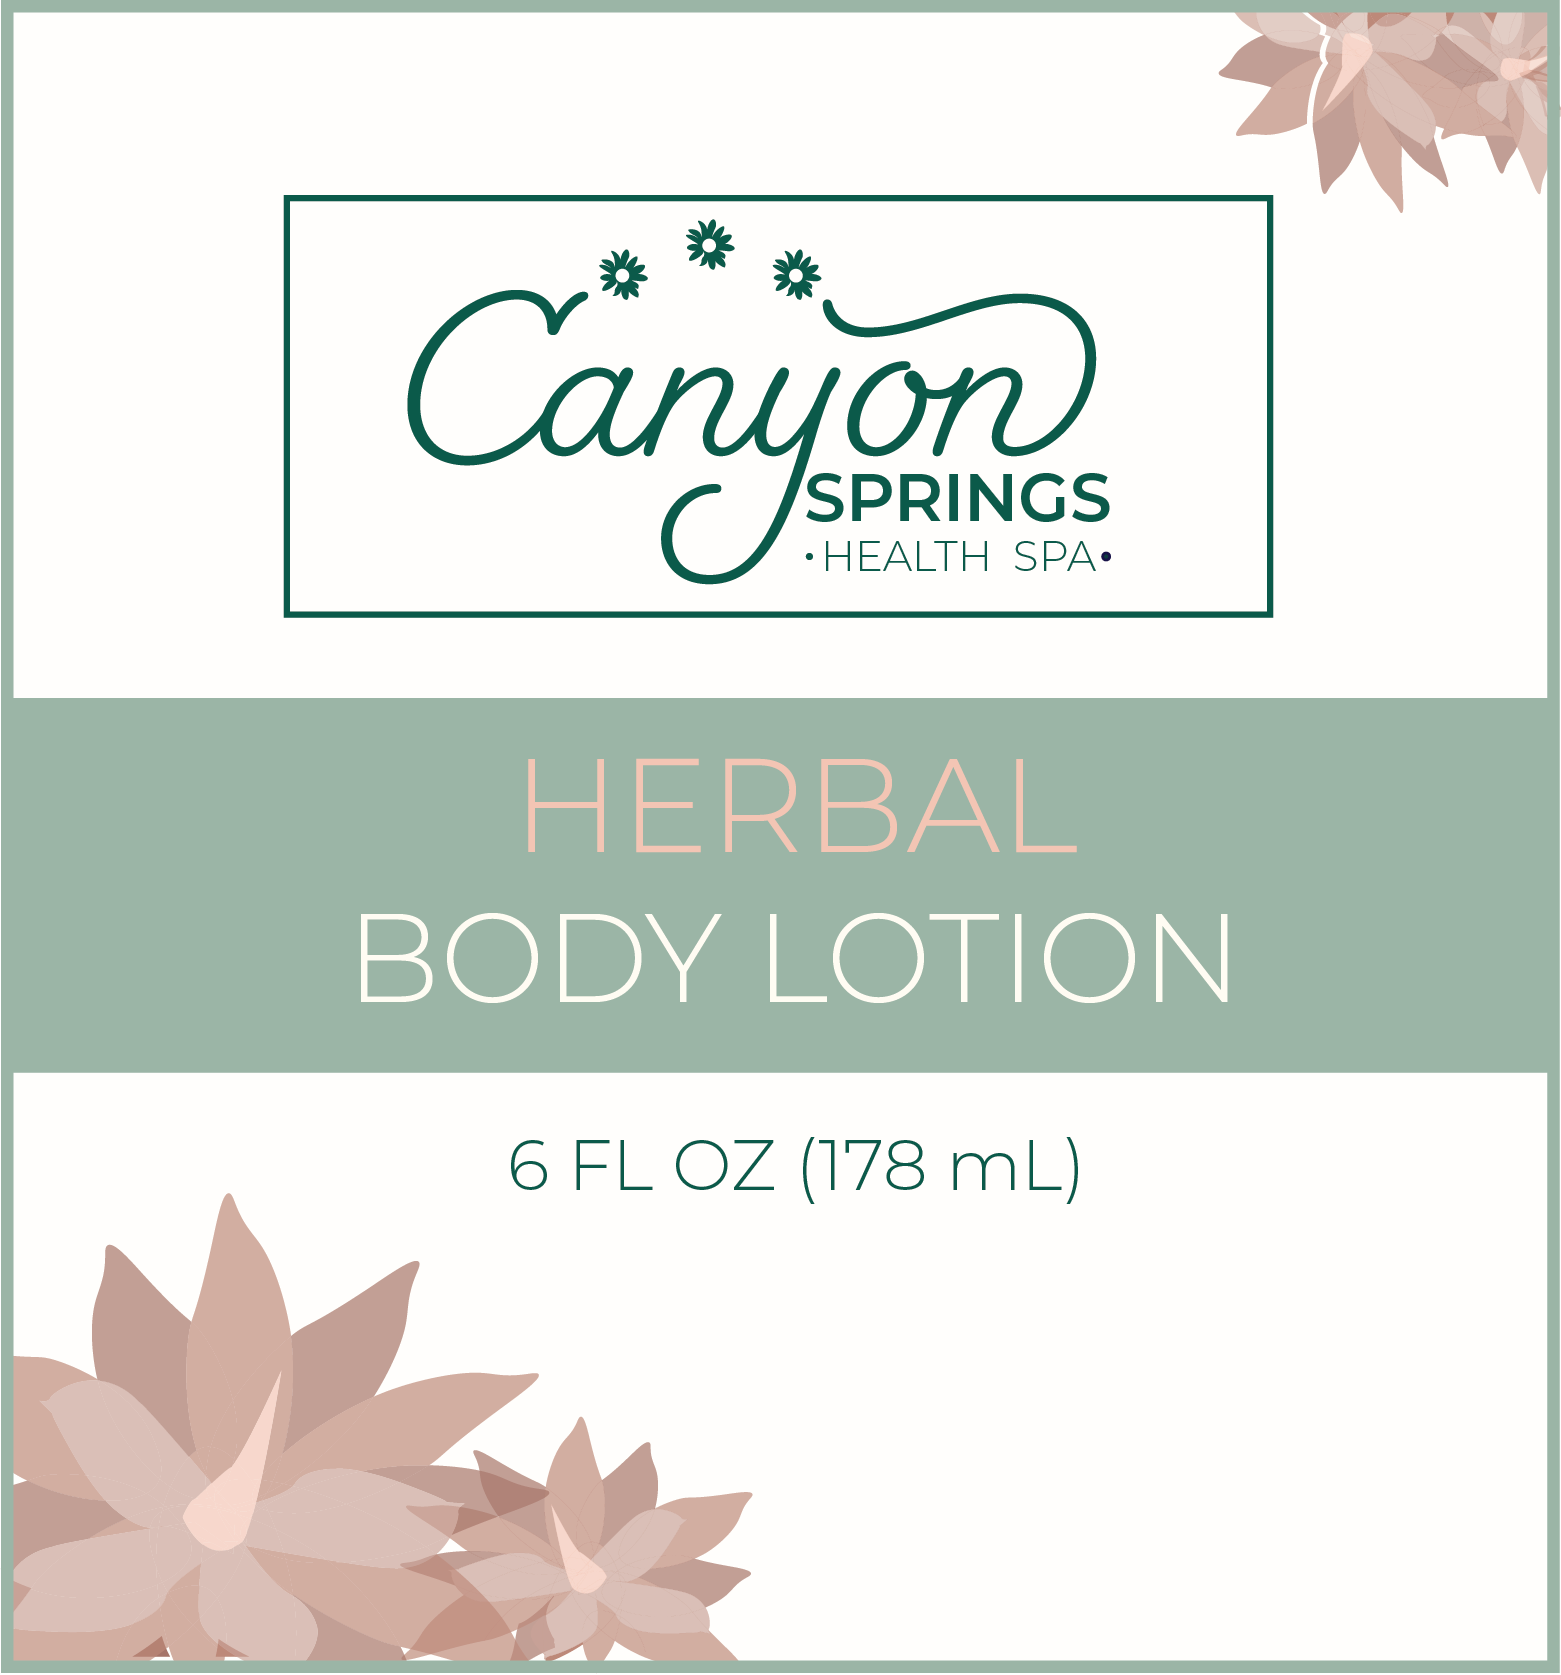 Canyon
SPRINGS
•HEALTH SPA•
HERBAL
BODY LOTION
6 FL OZ (178 mL)